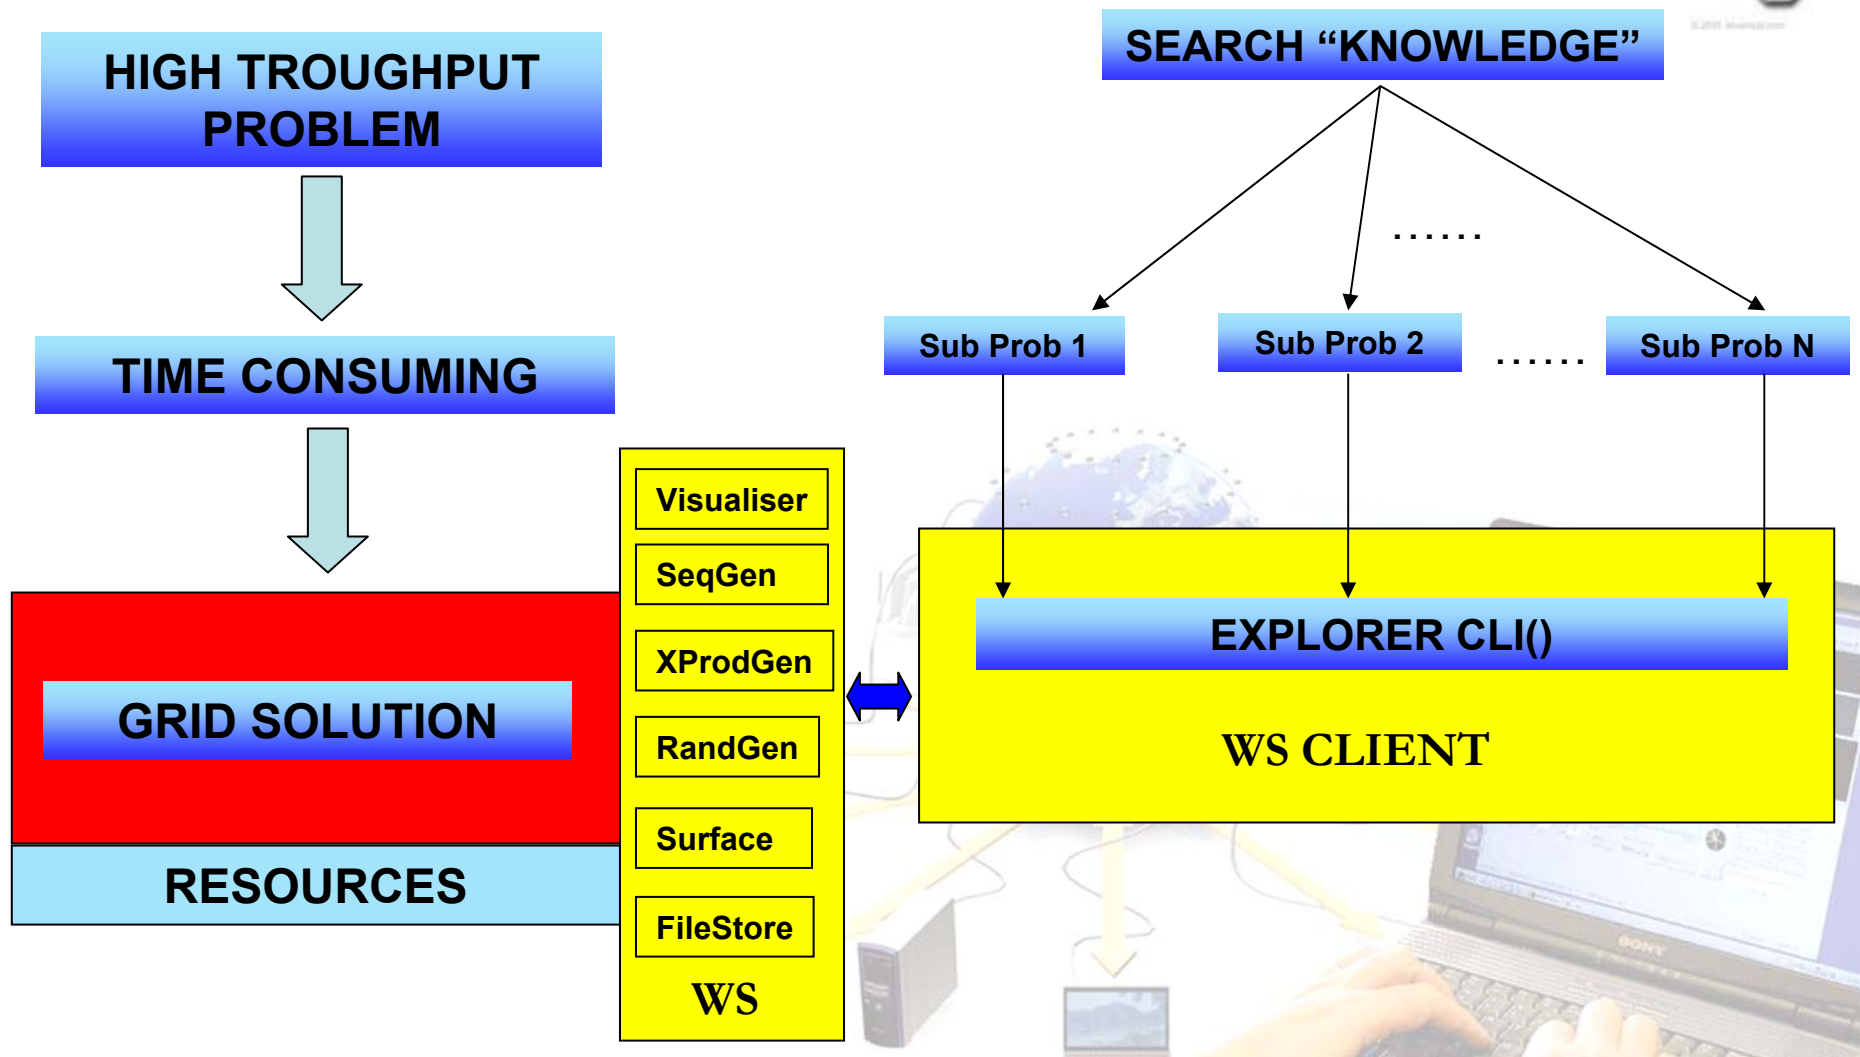 HIGH TROUGHPUT
PROBLEM
TIME CONSUMING
GRID SOLUTION
RESOURCES
Visualiser
SeqGen
XProdGen
RandGen
Surface
FileStore
WS
SEARCH “KNOWLEDGE”
......
Sub Prob 1
Sub Prob 2
......
Sub Prob N
EXPLORER CLI()
WS CLIENT
SONY